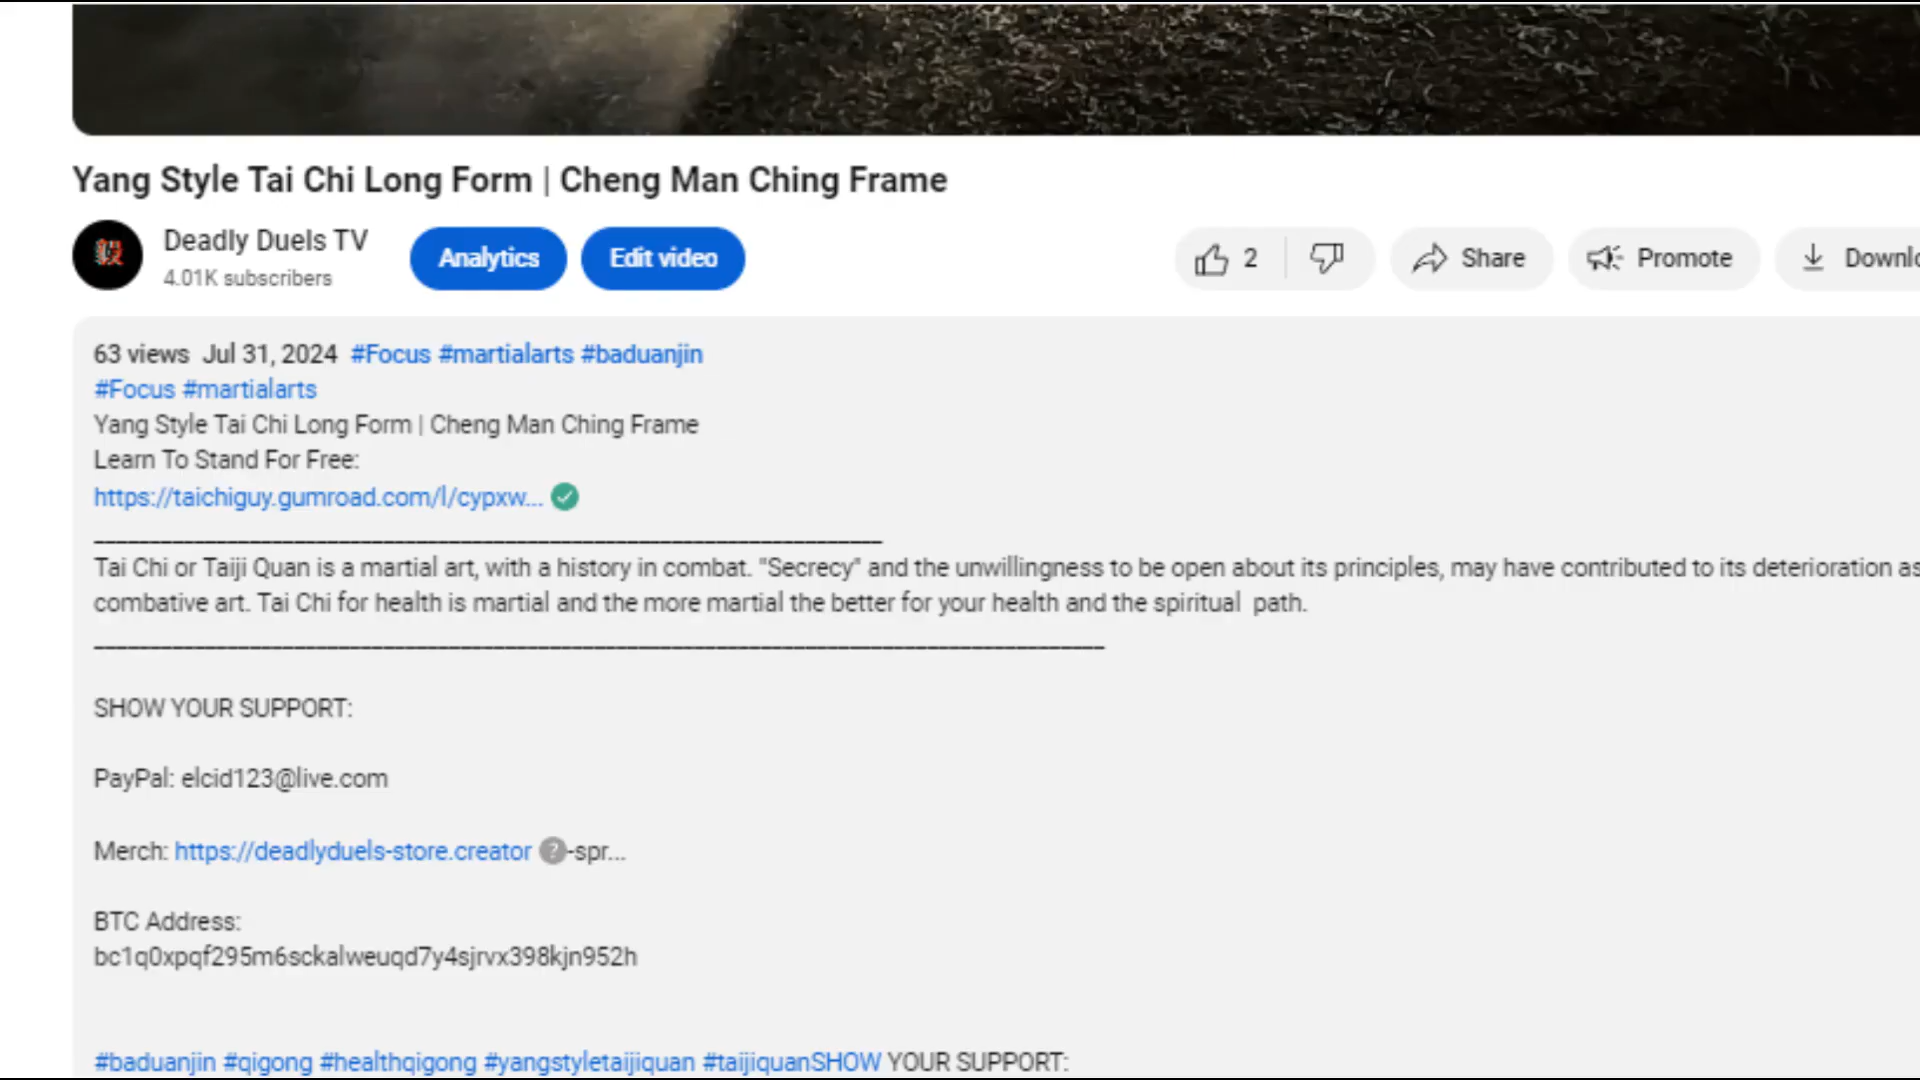 Yang Style Tai Chi Long Form | Cheng Man Ching Frame
Deadly Duels TV
4.01K subscribers
Analytics
Edit video
2
Share
Promote
Downlo
63 views Jul 31, 2024 #Focus #martialarts #baduanjin
#Focus #martialarts
Yang Style Tai Chi Long Form | Cheng Man Ching Frame
Learn To Stand For Free:
https://taichiguy.gumroad.com/l/cypxw...
Tai Chi or Taiji Quan is a martial art, with a history in combat. "Secrecy" and the unwillingness to be open about its principles, may have contributed to its deterioration as
combative art. Tai Chi for health is martial and the more martial the better for your health and the spiritual path.
SHOW YOUR SUPPORT:
PayPal: elcid123@live.com
Merch: https://deadlyduels-store.creator ?-spr...
BTC Address:
bc1q0xpqf295m6sckalweuqd7y4sjrvx398kjn952h
#baduanjin #qigong #healthqigong #yangstyletaijiquan #taijiquanSHOW YOUR SUPPORT: